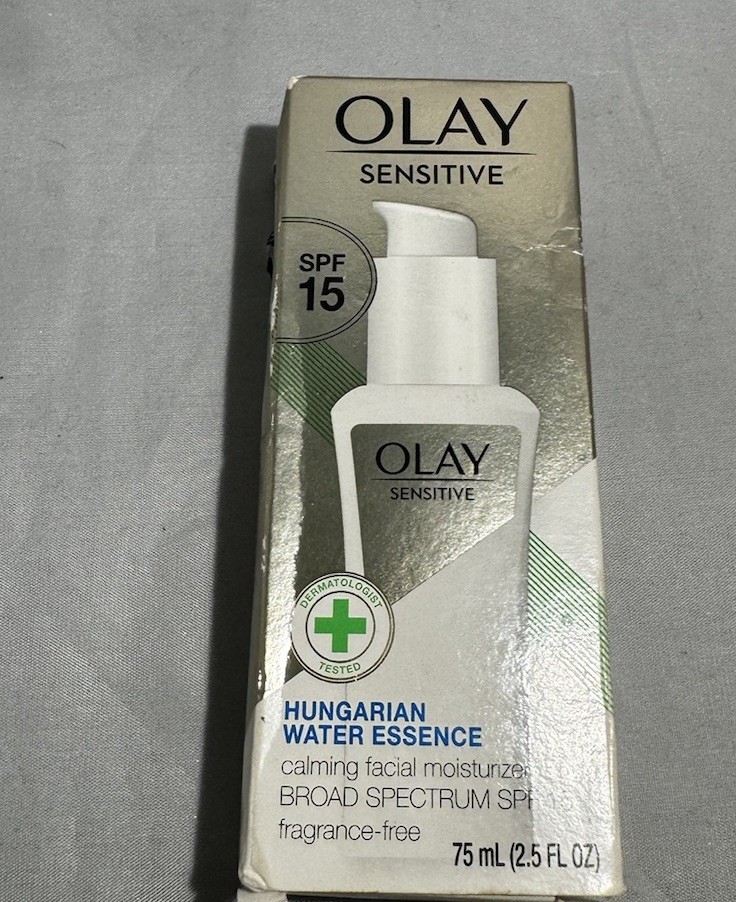 OLAY
SENSITIVE
SPF
15
OLAY
SENSITIVE
DERMATOLOGIST
TESTED
HUNGARIAN
WATER ESSENCE
calming facial moisturizer
BROAD SPECTRUM SPF 15
fragrance-free
75 mL (2.5 FL OZ)